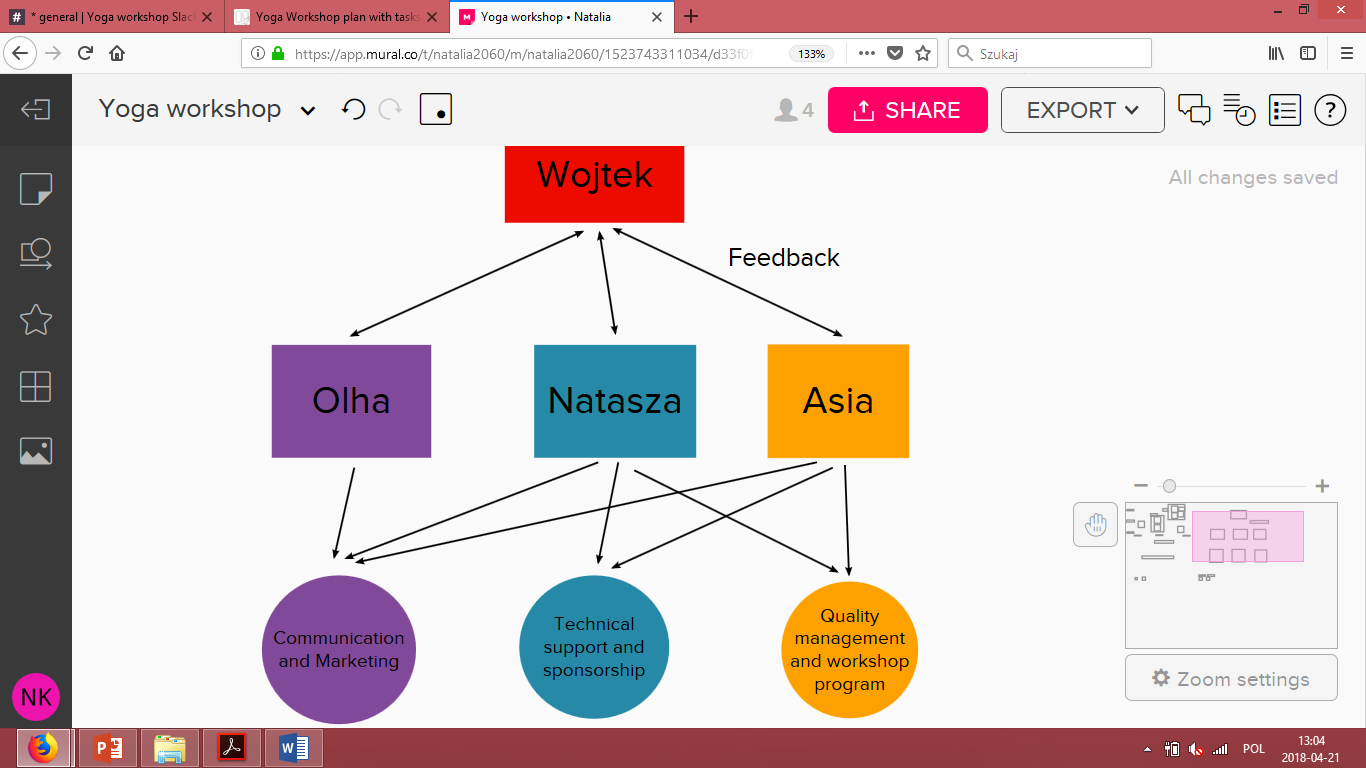 * general | Yoga workshop Slac
Yoga Workshop plan with tasks
Yoga workshop • Natalia
https://app.mural.co/t/natalia2060/m/natalia2060/1523743311034/d33f0
133%
Szukaj
Yoga workshop
4
SHARE
EXPORT
?
All changes saved
Wojtek
Feedback
Olha
Natasza
Asia
Communication
and Marketing
Technical
support and
sponsorship
Quality
management
and workshop
program
Zoom settings
NK
POL
13:04
2018-04-21